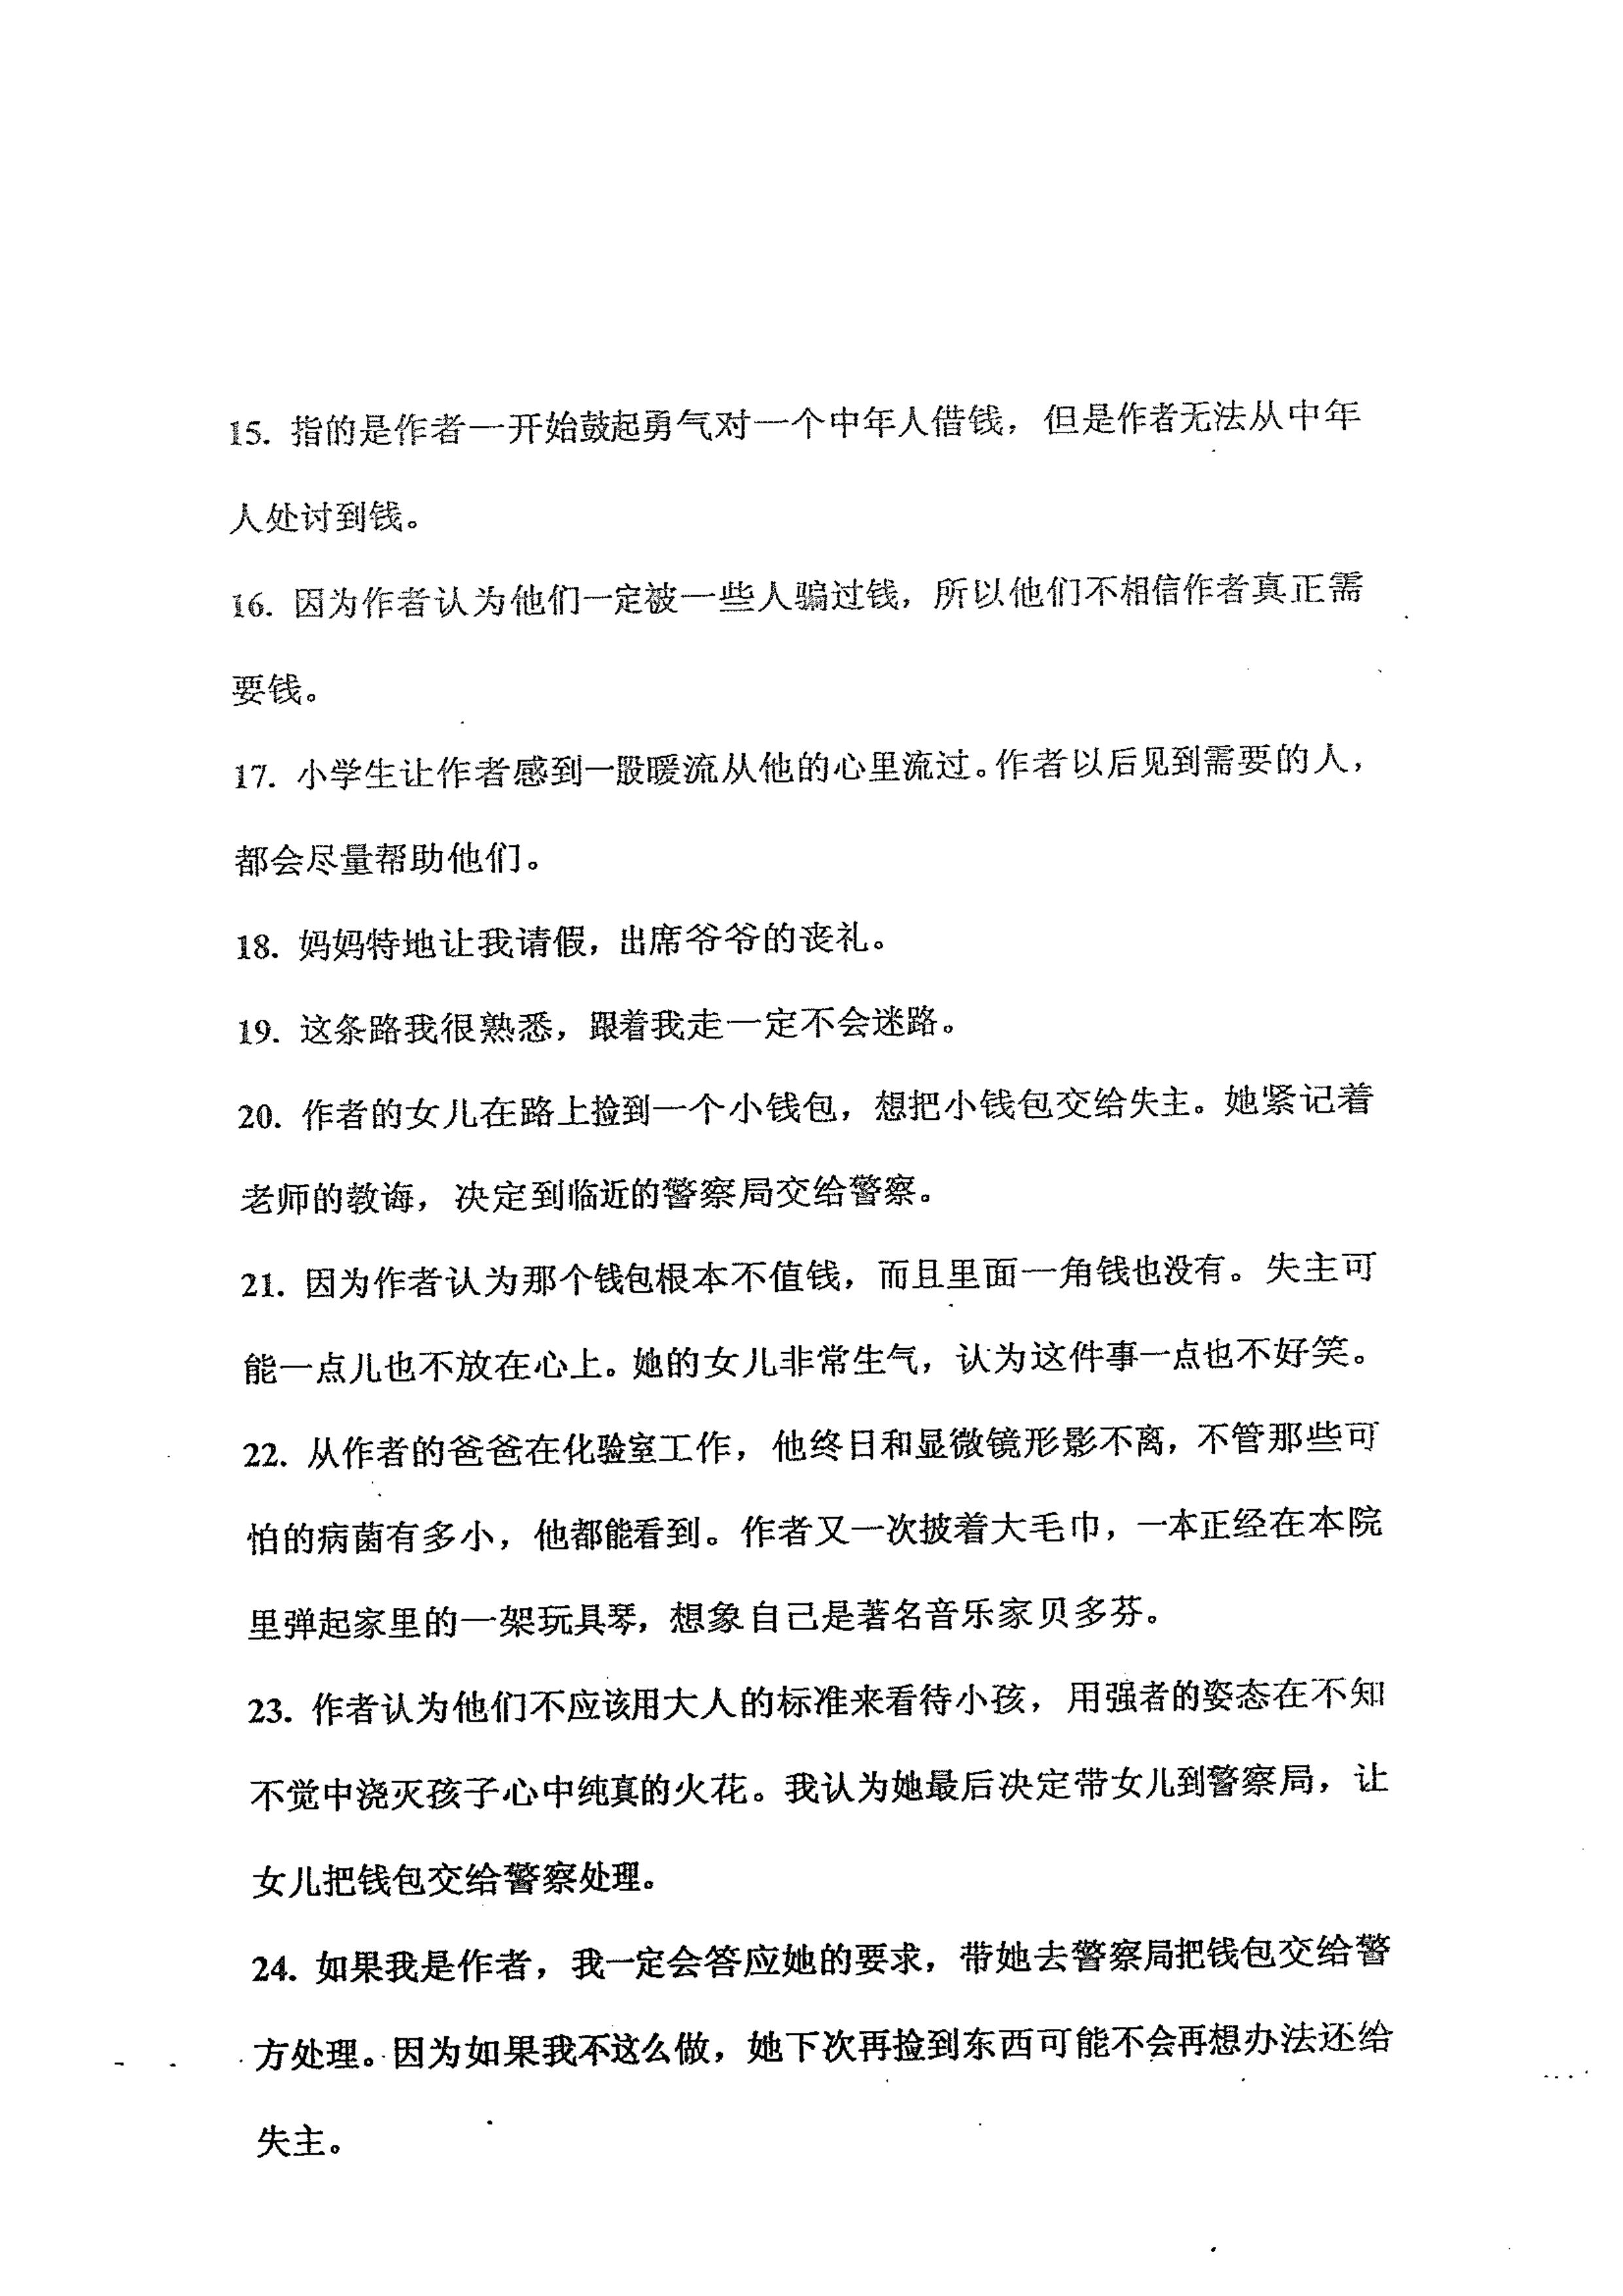 15. 指的是作者一开始鼓起勇气对一个中年人借钱，但是作者无法从中年
人处讨到钱。
16. 因为作者认为他们一定被一些人骗过钱，所以他们不相信作者真正需
要钱。
17. 小学生让作者感到一股暖流从他的心里流过。作者以后见到需要的人，
都会尽量帮助他们。
18. 妈妈特地让我请假，出席爷爷的丧礼。
19. 这条路我很熟悉，跟着我走一定不会迷路。
20. 作者的女儿在路上捡到一个小钱包，想把小钱包交给失主。她紧记着
老师的教诲，决定到临近的警察局交给警察。
21. 因为作者认为那个钱包根本不值钱，而且里面一角钱也没有。失主可
能一点儿也不放在心上。她的女儿非常生气，认为这件事一点也不好笑。
22. 从作者的爸爸在化验室工作，他终日和显微镜形影不离，不管那些可
怕的病菌有多小，他都能看到。作者又一次披着大毛巾，一本正经在本院
里弹起家里的一架玩具琴，想象自己是著名音乐家贝多芬。
23. 作者认为他们不应该用大人的标准来看待小孩，用强者的姿态在不知
不觉中浇灭孩子心中纯真的火花。我认为她最后决定带女儿到警察局，让
女儿把钱包交给警察处理。
24. 如果我是作者，我一定会答应她的要求，带她去警察局把钱包交给警
方处理。因为如果我不这么做，她下次再捡到东西可能不会再想办法还给
失主。